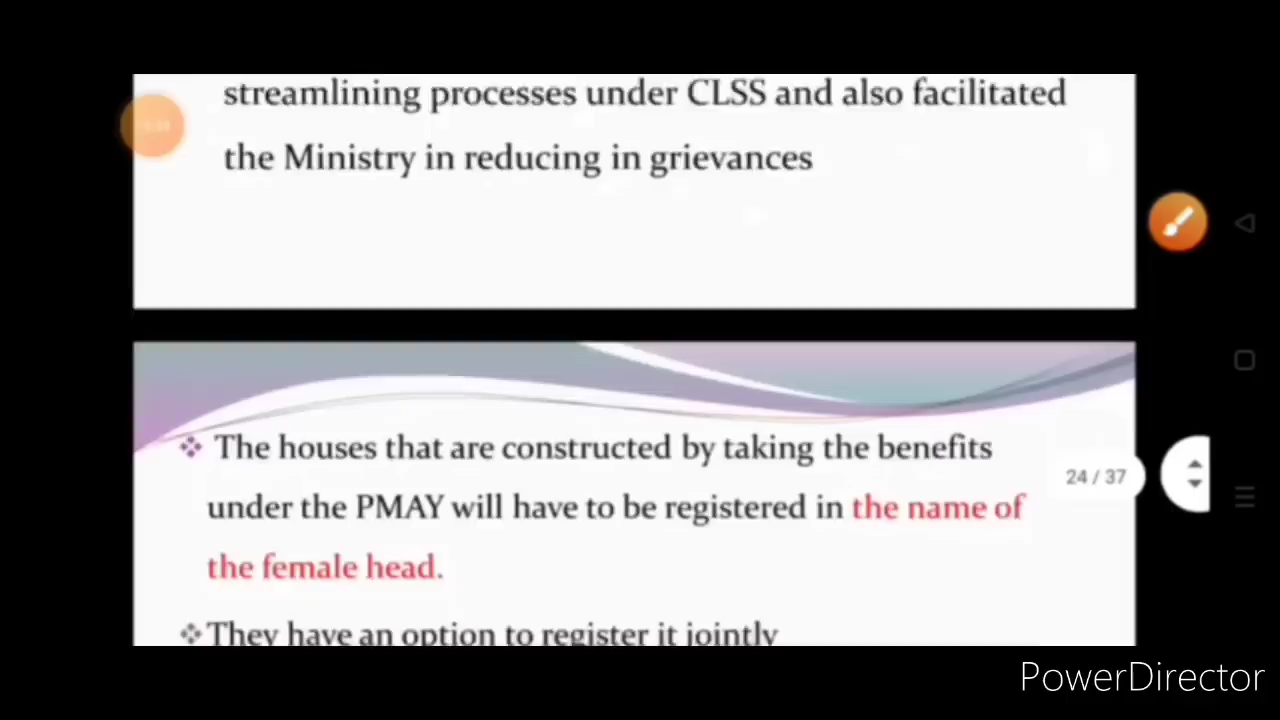 streamlining processes under CLSS and also facilitated
the Ministry in reducing in grievances
The houses that are constructed by taking the benefits
24 / 37
under the PMAY will have to be registered in the name of
the female head.
They have an option to register it jointly
PowerDirector